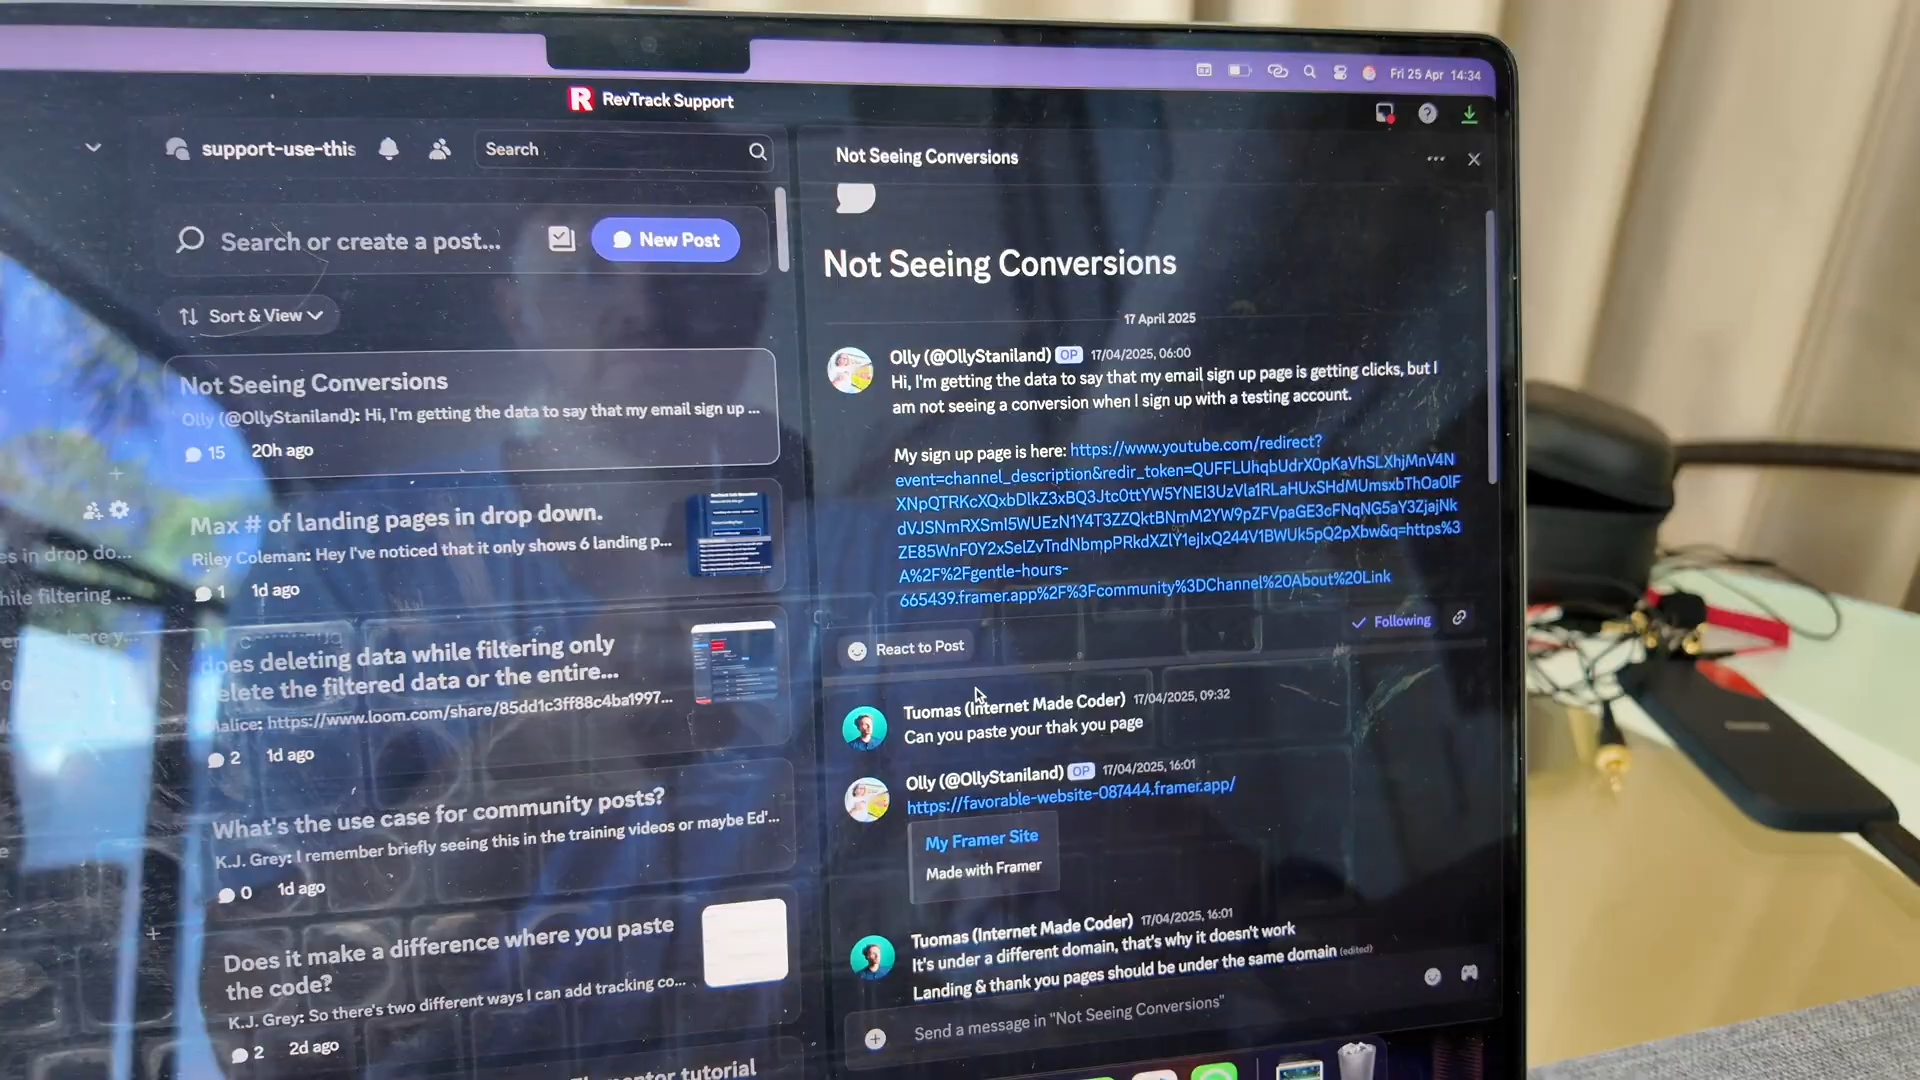 Fri 25 Apr 14:34
RevTrack Support
support-use-this
Search
Search or create a post...
New Post
Sort & View
Not Seeing Conversions
Olly (@OllyStaniland): Hi, I'm getting the data to say that my email sign up ...
15 20h ago
Max # of landing pages in drop down.
Riley Coleman: Hey I've noticed that it only shows 6 landing p...
1 1d ago
does deleting data while filtering only
delete the filtered data or the entire...
Malice: https://www.loom.com/share/85dd1c3ff88c4ba1997...
2 1d ago
What's the use case for community posts?
K.J. Grey: I remember briefly seeing this in the training videos or maybe Ed'...
0 1d ago
Does it make a difference where you paste
the code?
K.J. Grey: So there's two different ways I can add tracking co...
2 2d ago
tutorial
es in drop do...
hile filtering ...
Not Seeing Conversions
Not Seeing Conversions
17 April 2025
Olly (@OllyStaniland) OP 17/04/2025, 06:00
Hi, I'm getting the data to say that my email sign up page is getting clicks, but I
am not seeing a conversion when I sign up with a testing account.
My sign up page is here: https://www.youtube.com/redirect?
event=channel_description&redir_token=
A%2F%2Fgentle-hours-
665439.framer.app%2F%3Fcommunity%3DChannel%20About%20Link
Following
React to Post
Tuomas (Internet Made Coder) 17/04/2025, 09:32
Can you paste your thak you page
Olly (@OllyStaniland) OP 17/04/2025, 16:01
https://favorable-website-087444.framer.app/
My Framer Site
Made with Framer
Tuomas (Internet Made Coder) 17/04/2025, 16:01
It's under a different domain, that's why it doesn't work
Landing & thank you pages should be under the same domain (edited)
Send a message in "Not Seeing Conversions"